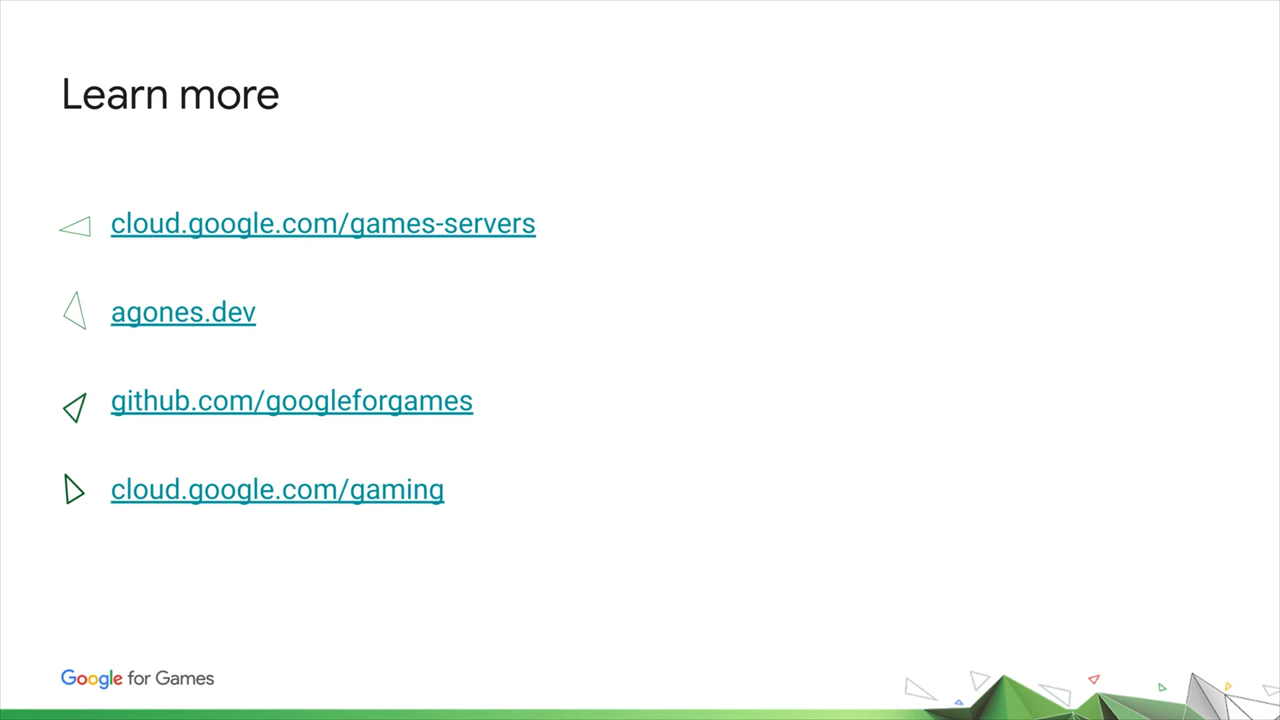 Learn more
cloud.google.com/games-servers
agones.dev
github.com/googleforgames
cloud.google.com/gaming
Google for Games